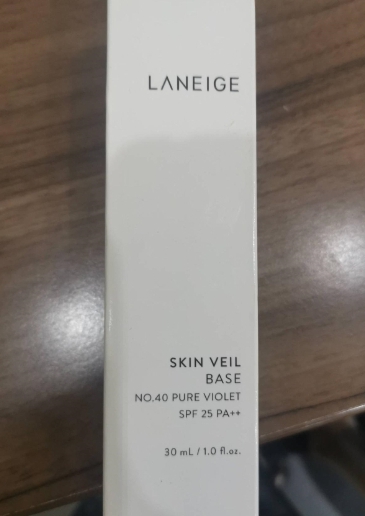 LANEIGE
SKIN VEIL
BASE
NO.40 PURE VIOLET
SPF 25 PA++
30 mL / 1.0 fl.oz.